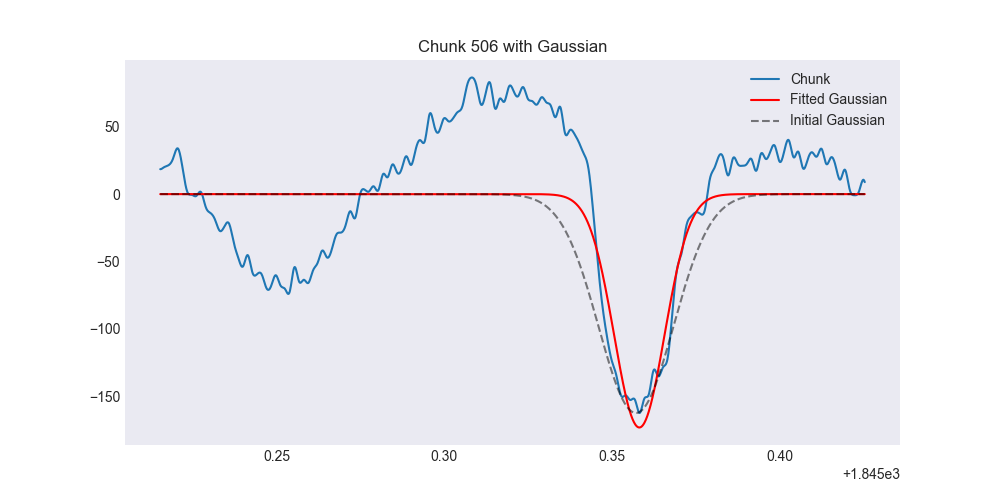 Chunk 506 with Gaussian
Chunk
Fitted Gaussian
Initial Gaussian
50
0
−50
−100
−150
0.25 0.30 0.35 0.40
+1.845e3